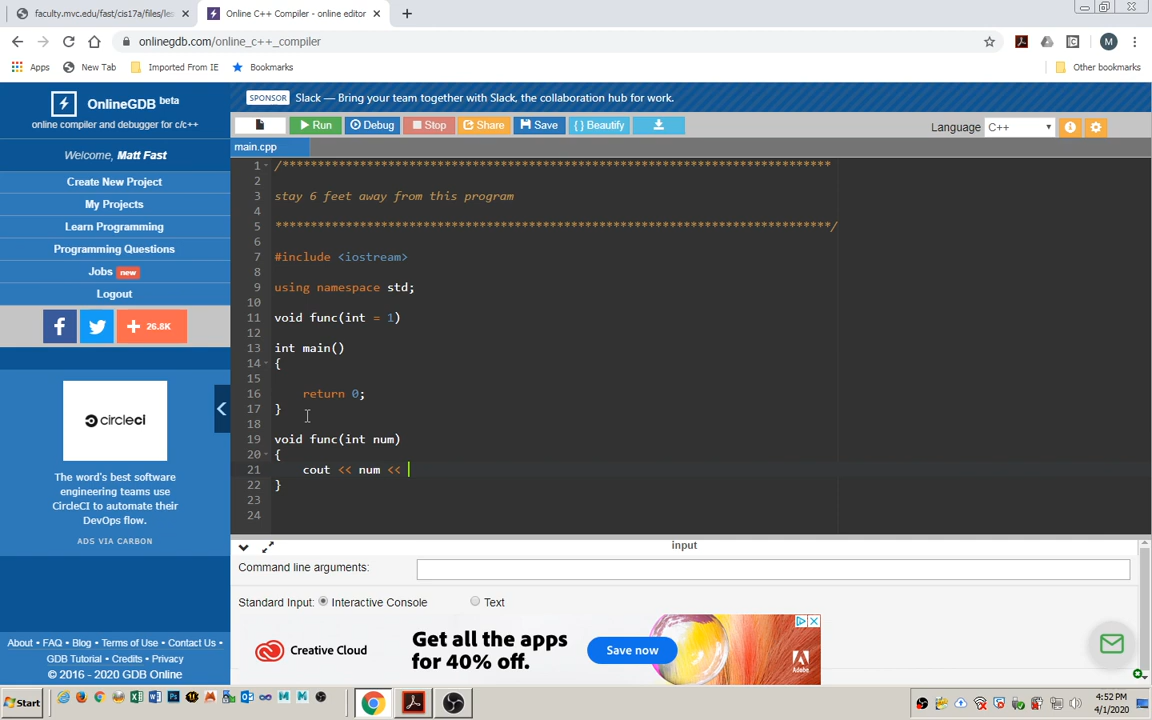 faculty.mvc.edu/fast/cis17a/files/les
Online C++ Compiler - online editor
onlinegdb.com/online_c++_compiler
M
Apps
New Tab
Imported From IE
Bookmarks
Other bookmarks
OnlineGDB beta
online compiler and debugger for c/c++
SPONSOR Slack — Bring your team together with Slack, the collaboration hub for work.
Run
Debug
Stop
Share
Save
{ } Beautify
Language C++
Welcome, Matt Fast
Create New Project
My Projects
Learn Programming
Programming Questions
Jobs new
Logout
+ 26.8K
circleci
The word's best software
engineering teams use
CircleCI to automate their
DevOps flow.
ADS VIA CARBON
About • FAQ • Blog • Terms of Use • Contact Us •
GDB Tutorial • Credits • Privacy
© 2016 - 2020 GDB Online
main.cpp
1 /******************************************************************************
2
3 stay 6 feet away from this program
4
5 *******************************************************************************/
6
7 #include <iostream>
8
9 using namespace std;
10
11 void func(int = 1)
12
13 int main()
14 {
15
16 return 0;
17 }
18
19 void func(int num)
20 {
21 cout << num <<
22 }
23
24
input
Command line arguments:
Standard Input: Interactive Console Text
Creative Cloud
Get all the apps
for 40% off.
Save now
Adobe
Start
4:52 PM
4/1/2020